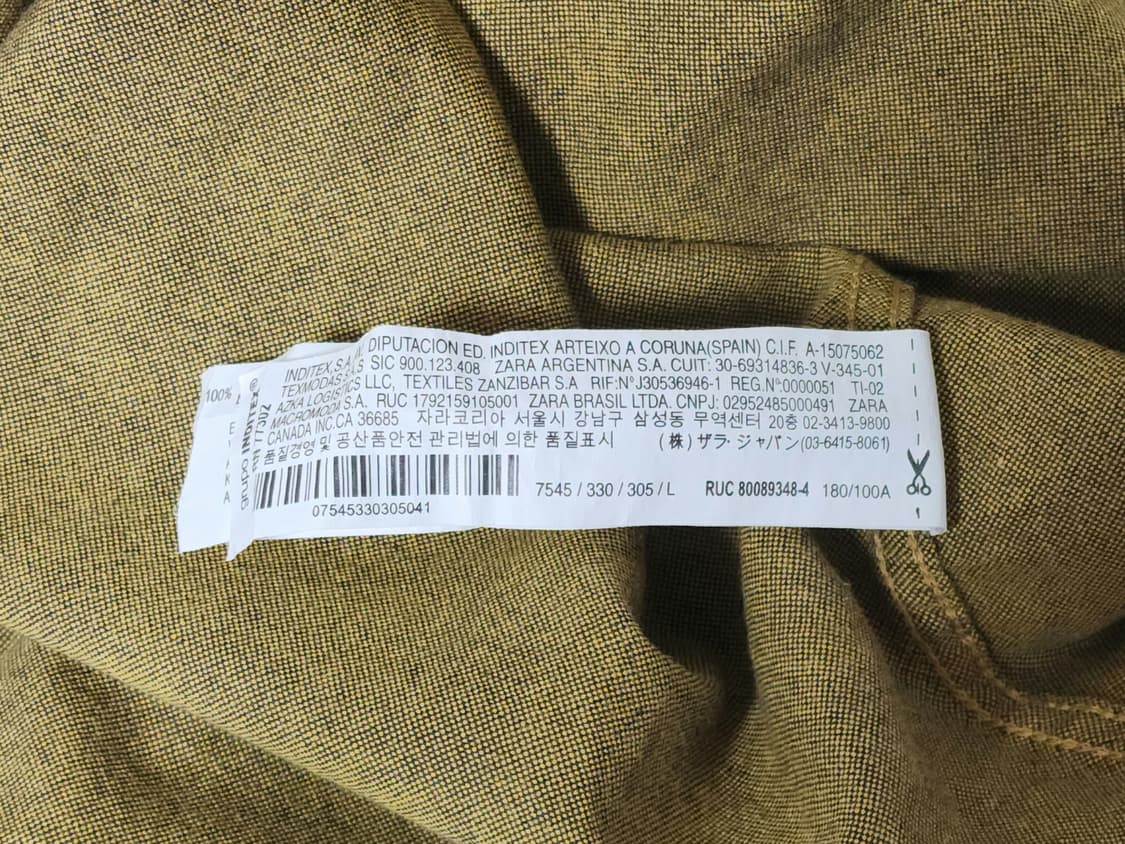 INDITEX, S.A. DIPUTACION ED. INDITEX ARTEIXO A CORUNA(SPAIN) C.I.F. A-15075062
TEXMODAS SIC 900.123.408 ZARA ARGENTINA S.A. CUIT: 30-69314836-3 V-345-01
AZKA LOGISTICS LLC, TEXTILES ZANZIBAR S.A RIF:N°J30536946-1 REG.N°0000051 TI-02
MACROMODA S.A. RUC 1792159105001 ZARA BRASIL LTDA. CNPJ: 02952485000491 ZARA
CANADA INC.CA 36685 자라코리아 서울시 강남구 삼성동 무역센터 20층 02-3413-9800
품질경영 및 공산품안전 관리법에 의한 품질표시 (株) ザラ・ジャパン(03-6415-8061)
7545 / 330 / 305 / L RUC 80089348-4 180/100A
07545330305041
100%
RN 77302